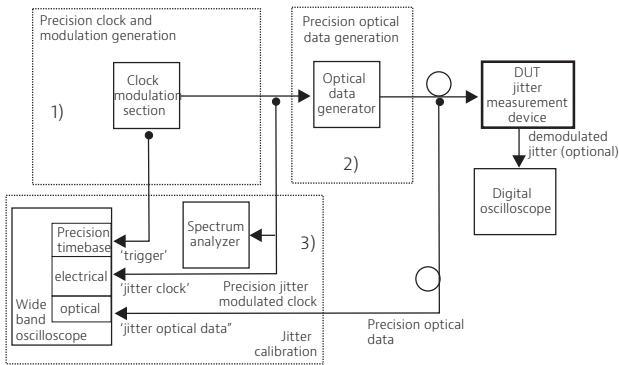 Precision clock and
modulation generation
Precision optical
data generation
Clock
modulation
section
1)
Optical
data
generator
2)
DUT
jitter
measurement
device
demodulated
jitter (optional)
Digital
oscilloscope
Precision
timebase
'trigger'
Spectrum
analyzer
3)
electrical
'jitter clock'
Precision jitter
modulated clock
optical
Wide
band
oscilloscope
'jitter optical data"
Jitter
calibration
Precision optical
data